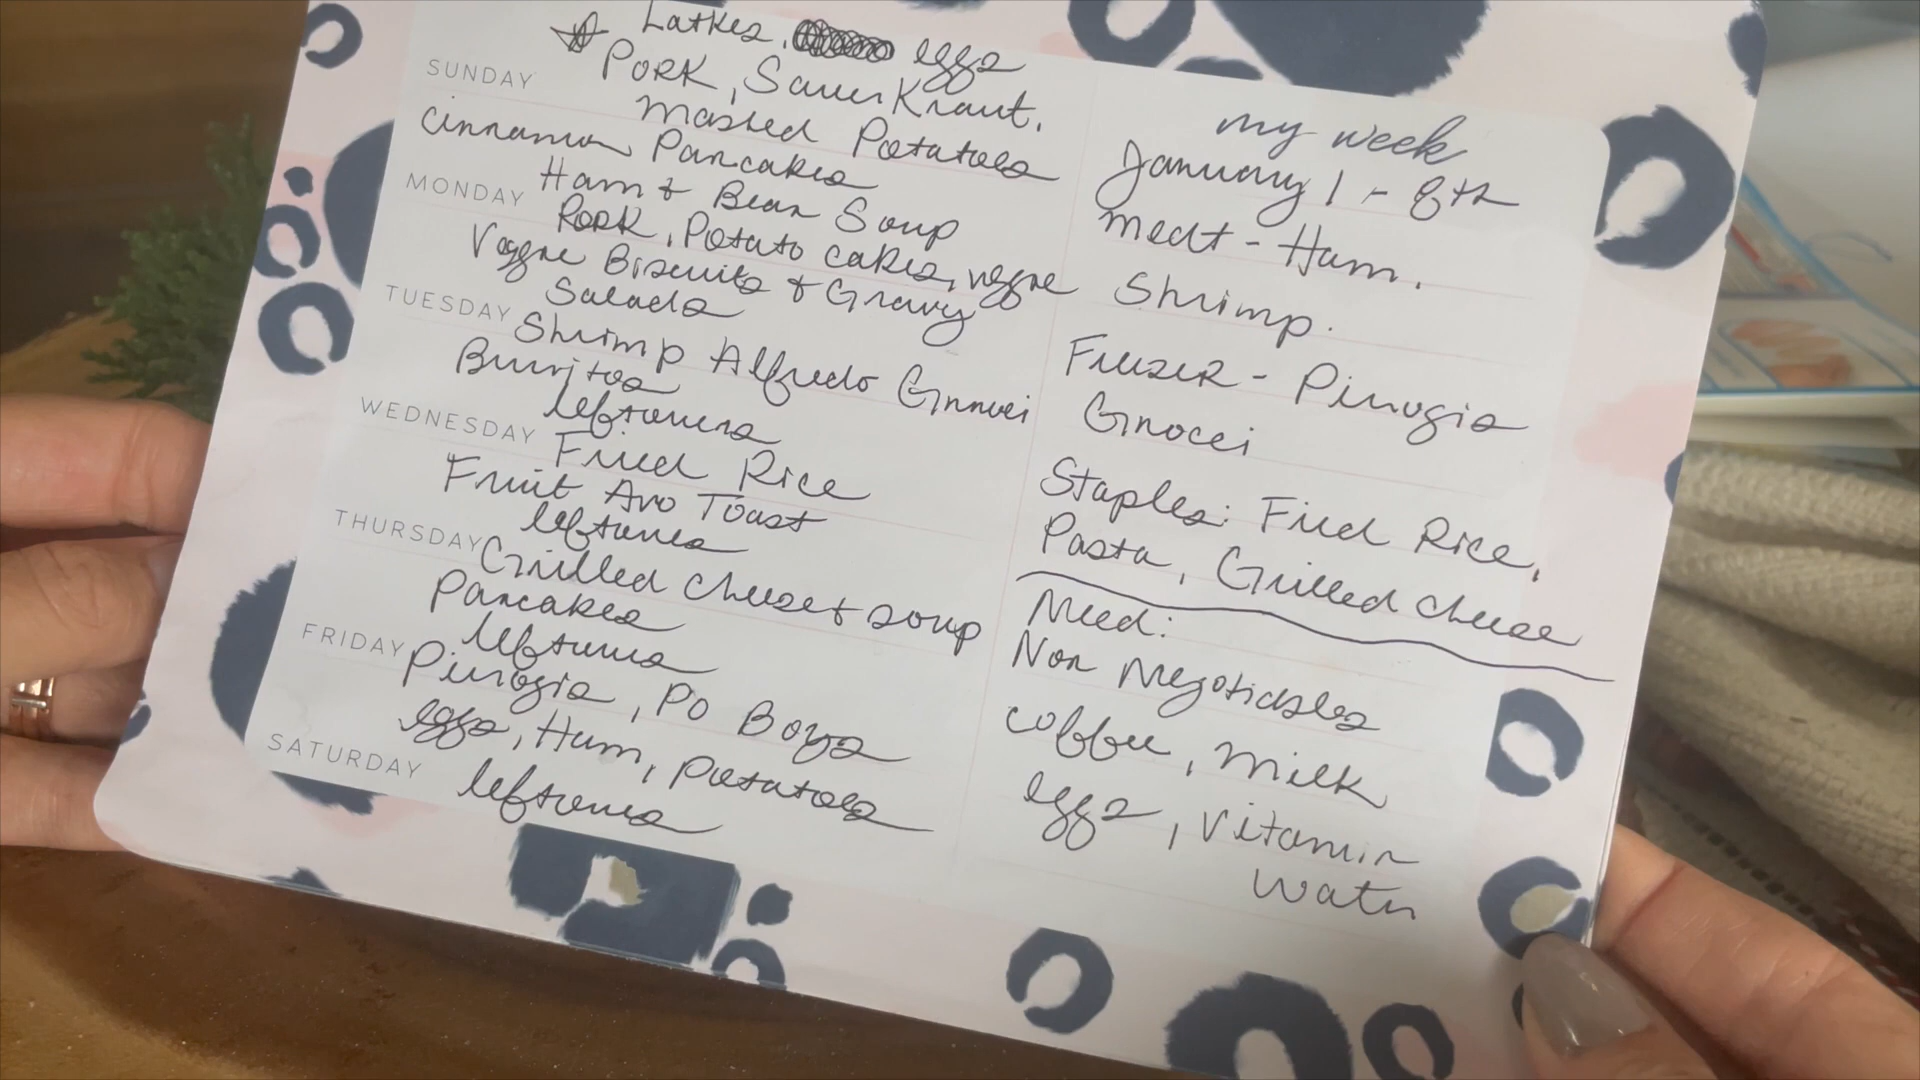 Latkes, eggs
SUNDAY
PORK, SauerKraut,
Mashed Potatoes
Cinnamon Pancakes
MONDAY
Ham & Bean Soup
PORK, Potato cakes, veggie
Veggie Biscuits & Gravy
TUESDAY
Salads
Shrimp Alfredo Gnnoci
Burritos
WEDNESDAY
leftovers
Fried Rice
Fruit Avo Toast
THURSDAY
leftovers
Grilled cheese & soup
Pancakes
FRIDAY
leftovers
Pierogis, Po Boys
eggs, Ham, Potatoes
SATURDAY
leftovers
my week
January 1 - 8th
Meat - Ham.
Shrimp.
Freezer - Pierogis
Gnocci
Staples: Fried Rice,
Pasta, Grilled cheese
Need:
Non Negotiables
coffee, Milk
eggs, Vitamin
Water